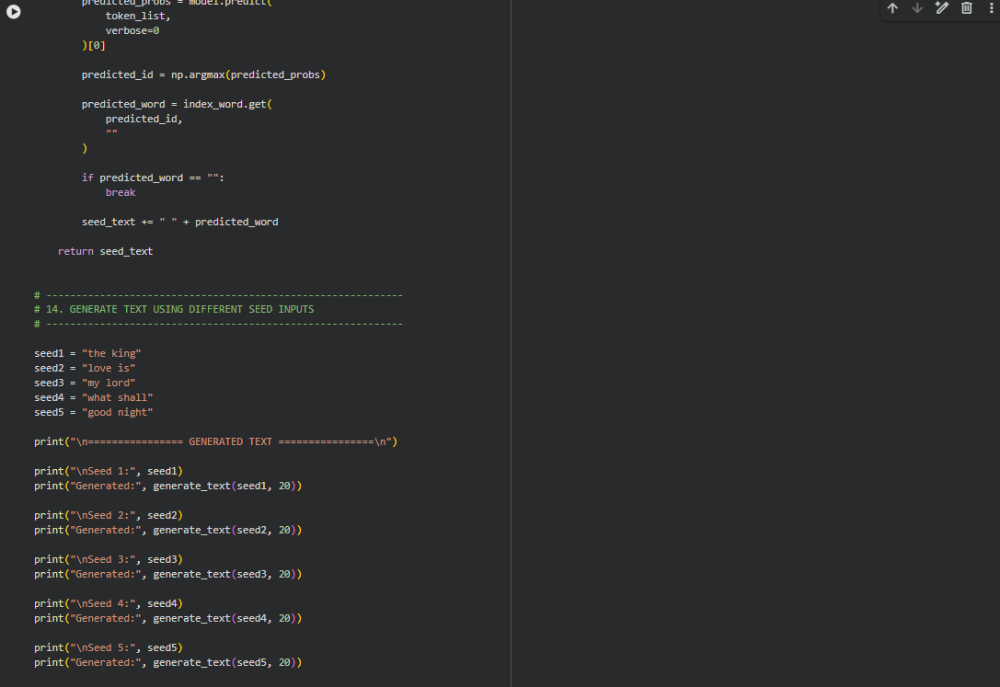 predicted_probs = model.predict(
token_list,
verbose=0
)[0]
predicted_id = np.argmax(predicted_probs)
predicted_word = index_word.get(
predicted_id,
""
)
if predicted_word == "":
break
seed_text += " " + predicted_word
return seed_text
# ------------------------------------------------------------
# 14. GENERATE TEXT USING DIFFERENT SEED INPUTS
# ------------------------------------------------------------
seed1 = "the king"
seed2 = "love is"
seed3 = "my lord"
seed4 = "what shall"
seed5 = "good night"
print("\n================ GENERATED TEXT ================\n")
print("\nSeed 1:", seed1)
print("Generated:", generate_text(seed1, 20))
print("\nSeed 2:", seed2)
print("Generated:", generate_text(seed2, 20))
print("\nSeed 3:", seed3)
print("Generated:", generate_text(seed3, 20))
print("\nSeed 4:", seed4)
print("Generated:", generate_text(seed4, 20))
print("\nSeed 5:", seed5)
print("Generated:", generate_text(seed5, 20))